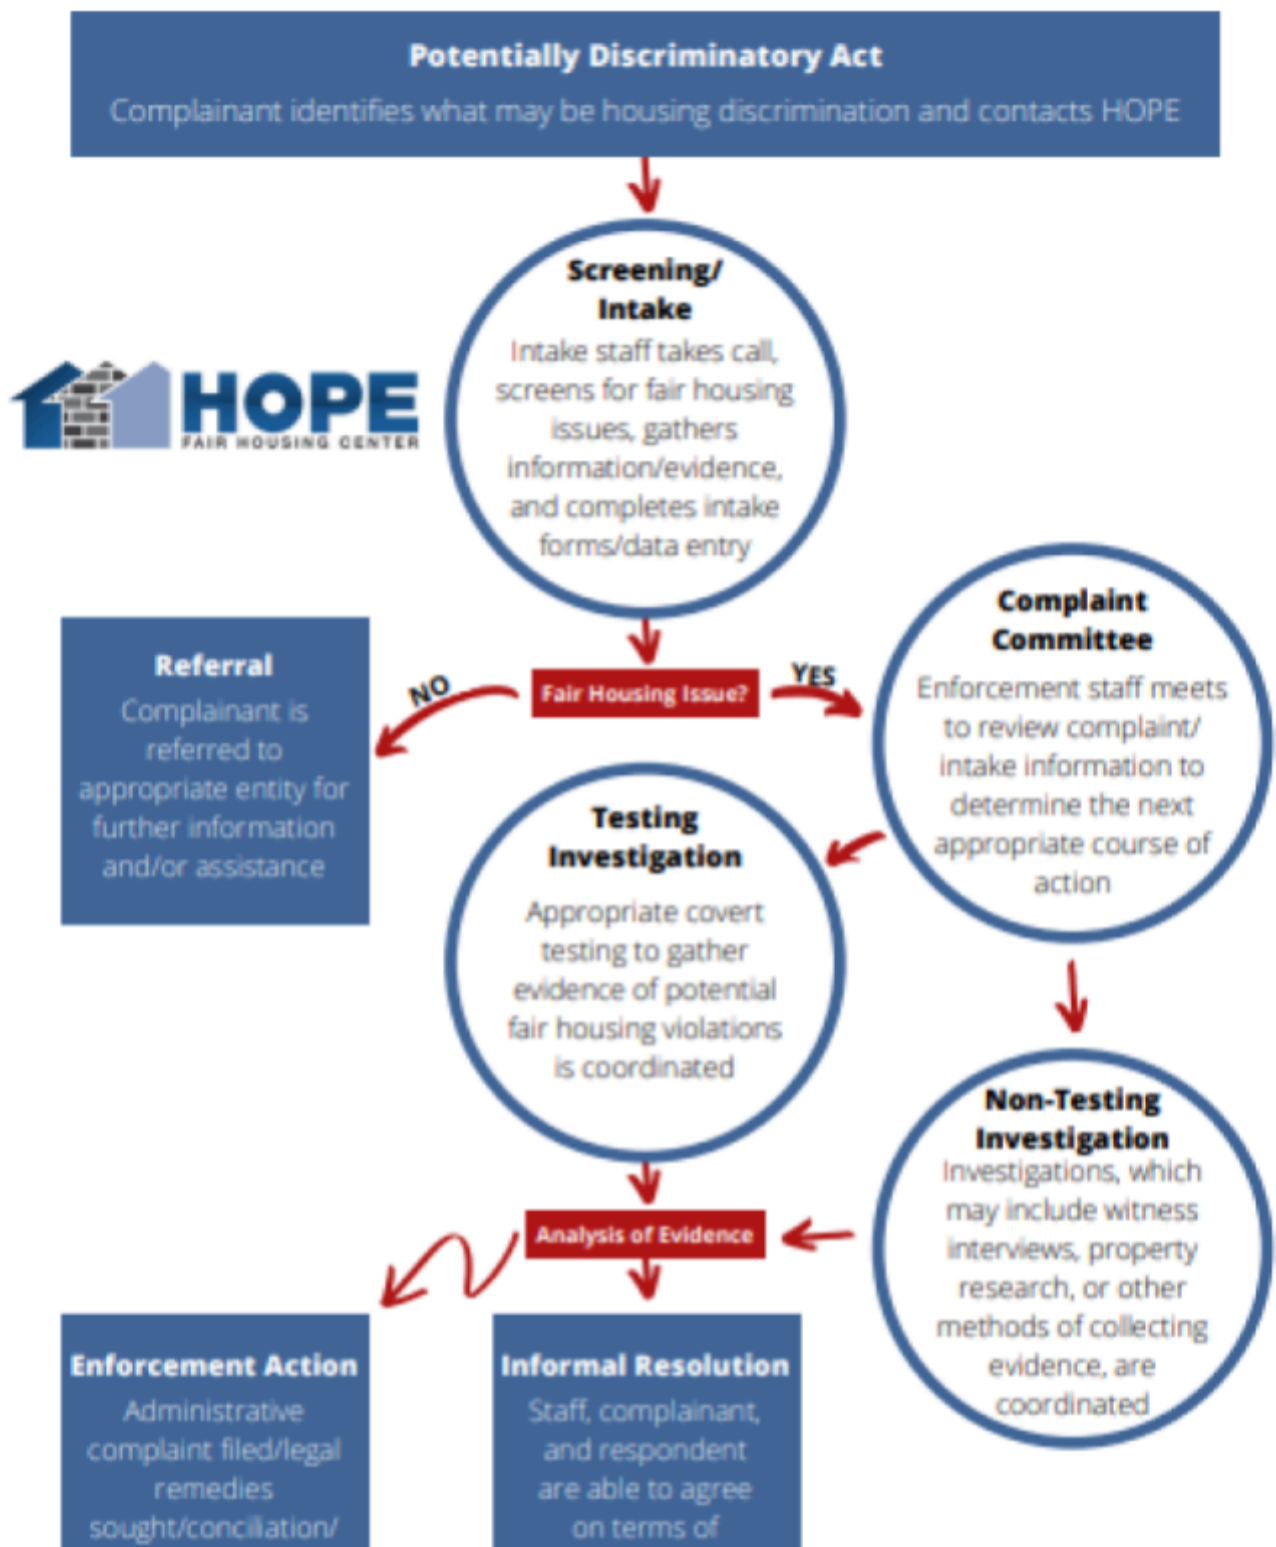 Potentially Discriminatory Act
Complainant identifies what may be housing discrimination and contacts HOPE
Screening/
Intake
Intake staff takes call,
screens for fair housing
issues, gathers
information/evidence,
and completes intake
forms/data entry
HOPE
FAIR HOUSING CENTER
Fair Housing Issue?
NO
YES
Referral
Complainant is
referred to
appropriate entity for
further information
and/or assistance
Complaint
Committee
Enforcement staff meets
to review complaint/
intake information to
determine the next
appropriate course of
action
Testing
Investigation
Appropriate covert
testing to gather
evidence of potential
fair housing violations
is coordinated
Non-Testing
Investigation
Investigations, which
may include witness
interviews, property
research, or other
methods of collecting
evidence, are
coordinated
Analysis of Evidence
Enforcement Action
Administrative
complaint filed/legal
remedies
sought/conciliation/
Informal Resolution
Staff, complainant,
and respondent
are able to agree
on terms of